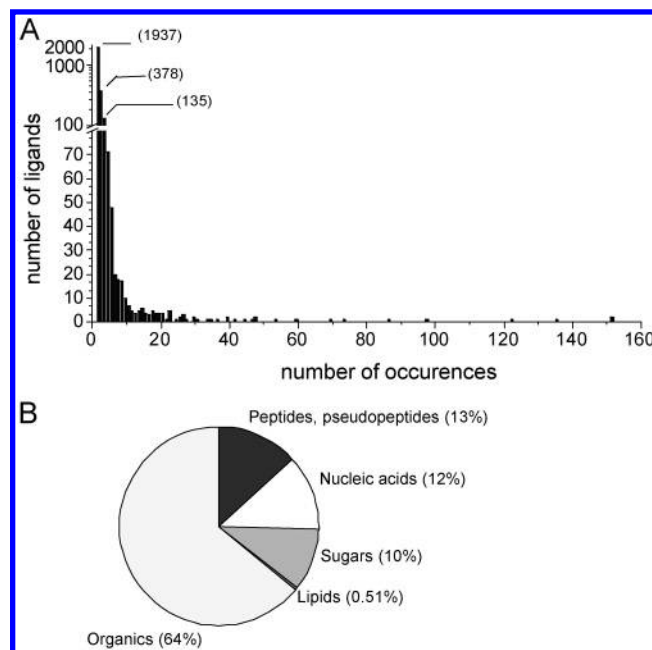 A
(1937)
(378)
(135)
2000
1000
100
70
60
50
40
30
20
10
0
number of ligands
0 20 40 60 80 100 120 140 160
number of occurences
B
Peptides, pseudopeptides (13%)
Nucleic acids (12%)
Sugars (10%)
Lipids (0.51%)
Organics (64%)